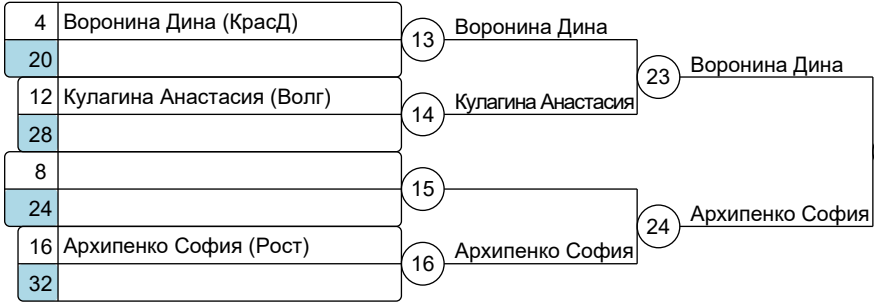 4 Воронина Дина (КрасД)
20
13 Воронина Дина
12 Кулагина Анастасия (Волг)
28
14 Кулагина Анастасия
23 Воронина Дина
8
24
15
16 Архипенко София (Рост)
32
16 Архипенко София
24 Архипенко София